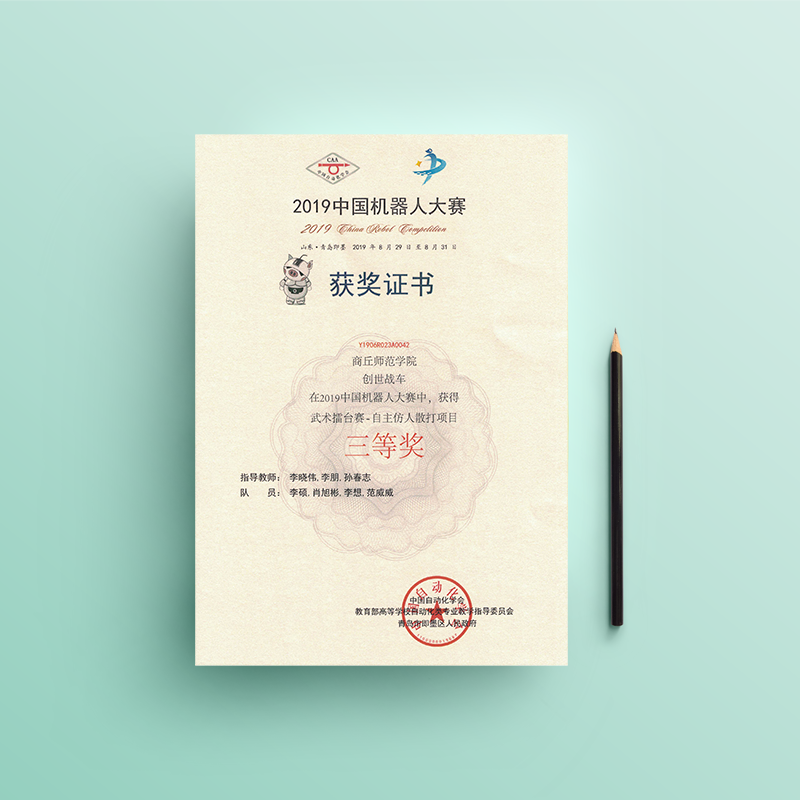 CAA
中国自动化学会
2019中国机器人大赛
2019 China Robot Competition
山东·青岛即墨 2019 年 8 月 29 日 至 8 月 31 日
获奖证书
Y1906R023A0042
商丘师范学院
创世战车
在2019中国机器人大赛中，获得
武术擂台赛-自主仿人散打项目
三等奖
指导教师： 李晓伟, 李朋, 孙春志
队　员： 李硕, 肖旭彬, 李想, 范威威
中国自动化学会
教育部高等学校自动化类专业教学指导委员会
青岛市即墨区人民政府